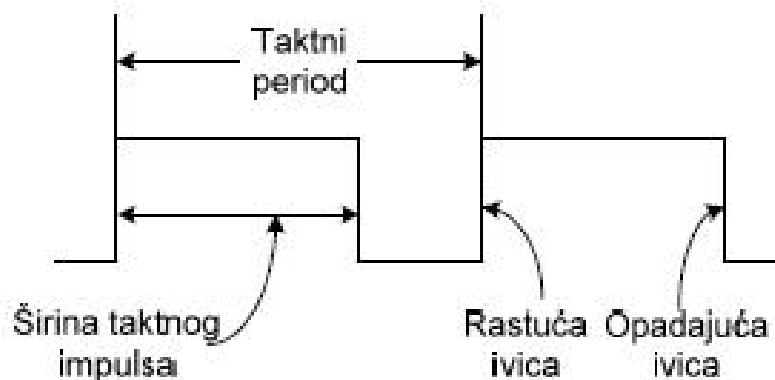 Taktni
period
Širina taktnog
impulsa
Rastuća
ivica
Opadajuća
ivica